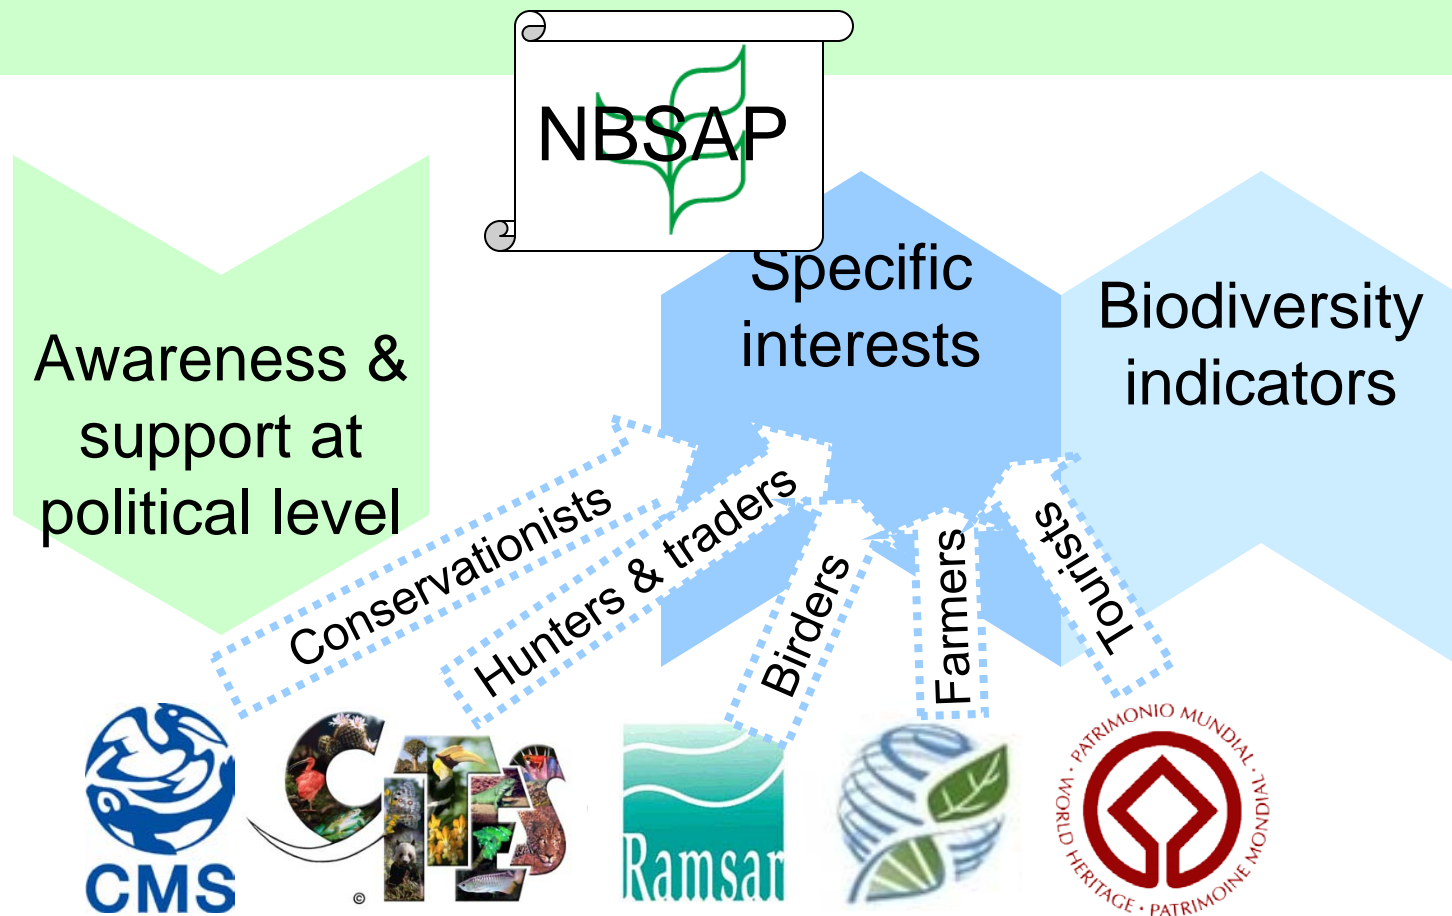 NBSAP
Awareness &
support at
political level
Specific
interests
Biodiversity
indicators
Conservationists
Hunters & traders
Birders
Farmers
Tourists
CMS
CITES
©
Ramsar
WORLD HERITAGE · PATRIMONIO MUNDIAL · PATRIMOINE MONDIAL ·